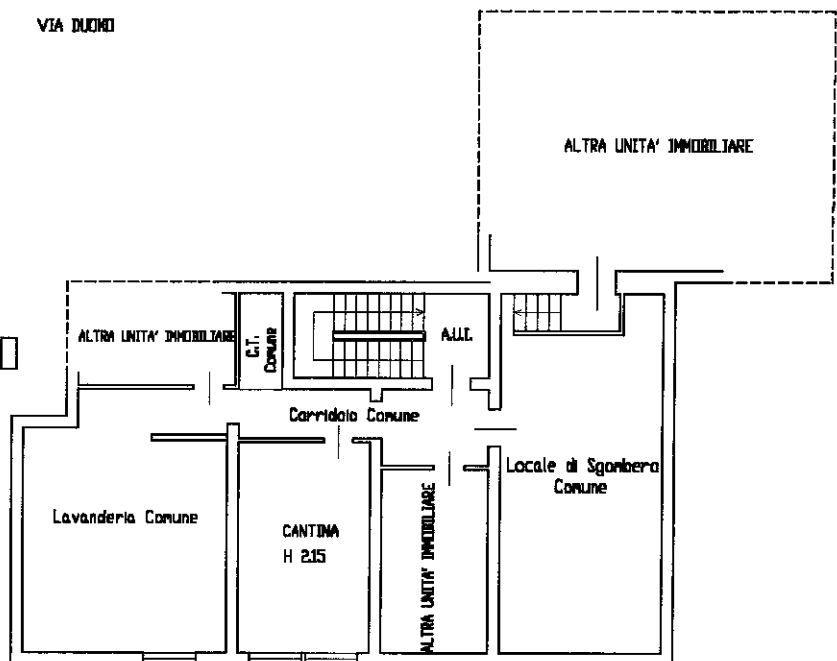 VIA DUOMO
ALTRA UNITA' IMMOBILIARE
ALTRA UNITA' IMMOBILIARE
C.T.
Comune
A.U.I.
Corridoio Comune
Locale di Sgombero
Comune
Lavanderia Comune
CANTINA
H 2.15
ALTRA UNITA' IMMOBILIARE